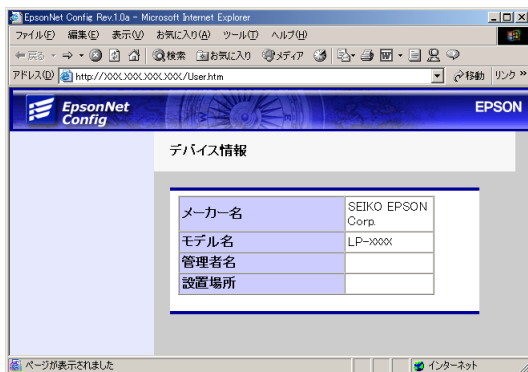 EpsonNet Config Rev.1.0a - Microsoft Internet Explorer
ファイル(F) 編集(E) 表示(V) お気に入り(A) ツール(T) ヘルプ(H)
戻る 検索 お気に入り メディア
アドレス(D) http://XXX.XXX.XXX.XXX/User.htm 移動 リンク »
EpsonNet
Config
EPSON
デバイス情報
メーカー名 SEIKO EPSON
Corp.
モデル名 LP-XXXX
管理者名
設置場所
ページが表示されました インターネット